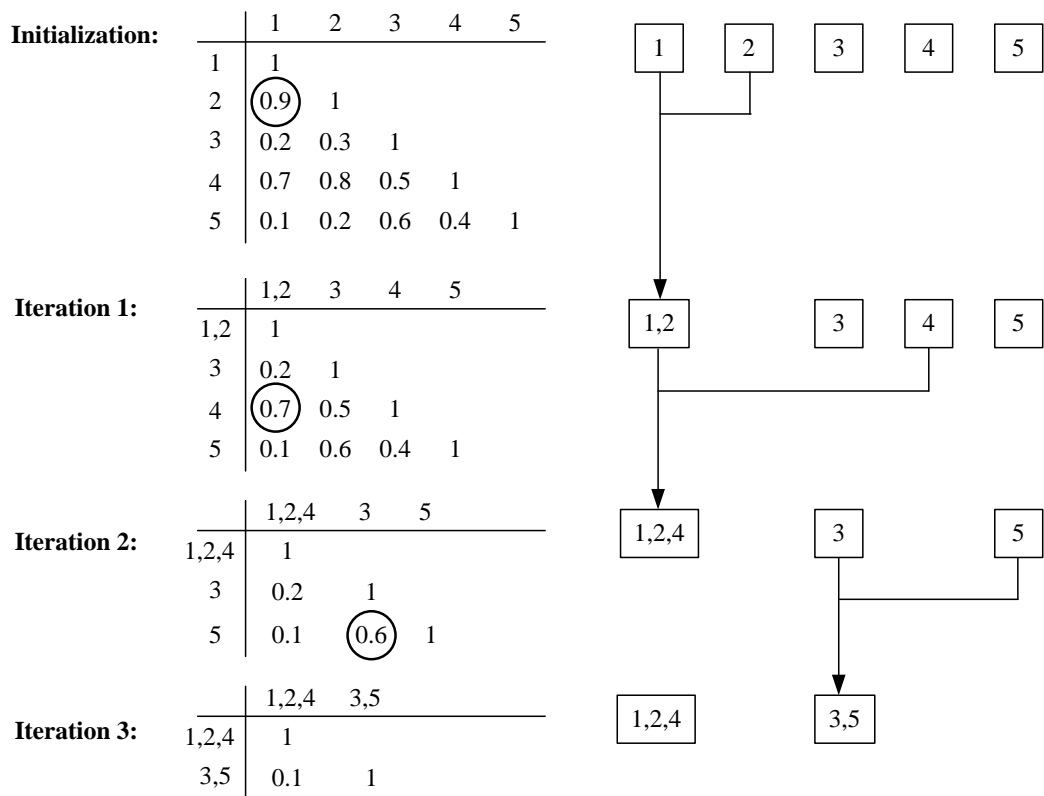 Initialization:
1 2 3 4 5
1 1
2 0.9 1
3 0.2 0.3 1
4 0.7 0.8 0.5 1
5 0.1 0.2 0.6 0.4 1
1 2 3 4 5
Iteration 1:
1,2 3 4 5
1,2 1
3 0.2 1
4 0.7 0.5 1
5 0.1 0.6 0.4 1
1,2 3 4 5
Iteration 2:
1,2,4 3 5
1,2,4 1
3 0.2 1
5 0.1 0.6 1
1,2,4 3 5
Iteration 3:
1,2,4 3,5
1,2,4 1
3,5 0.1 1
1,2,4 3,5